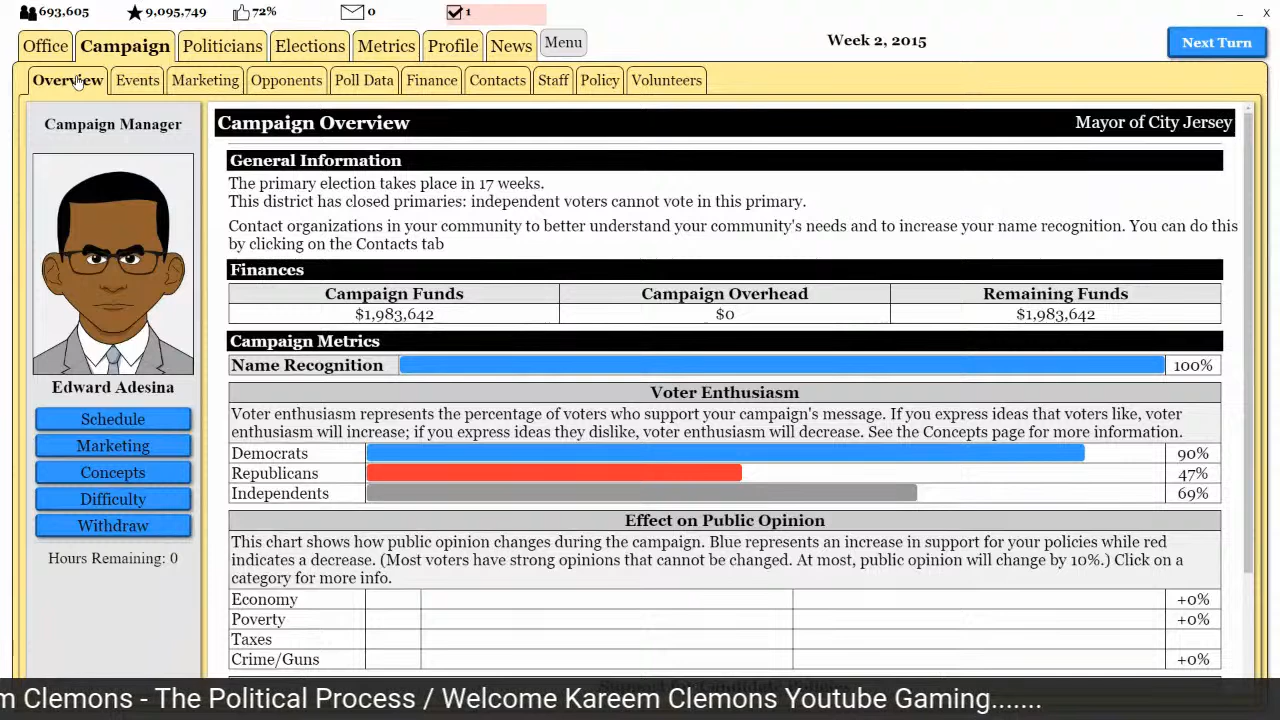 693,605 9,095,749 72% 0 1 _ X
Office Campaign Politicians Elections Metrics Profile News Menu Week 2, 2015 Next Turn
Overview Events Marketing Opponents Poll Data Finance Contacts Staff Policy Volunteers
Campaign Manager
Edward Adesina
Schedule
Marketing
Concepts
Difficulty
Withdraw
Hours Remaining: 0
Campaign Overview Mayor of City Jersey
General Information
The primary election takes place in 17 weeks.
This district has closed primaries: independent voters cannot vote in this primary.
Contact organizations in your community to better understand your community's needs and to increase your name recognition. You can do this
by clicking on the Contacts tab
Finances
Campaign Funds Campaign Overhead Remaining Funds
$1,983,642 $0 $1,983,642
Campaign Metrics
Name Recognition 100%
Voter Enthusiasm
Voter enthusiasm represents the percentage of voters who support your campaign's message. If you express ideas that voters like, voter
enthusiasm will increase; if you express ideas they dislike, voter enthusiasm will decrease. See the Concepts page for more information.
Democrats 90%
Republicans 47%
Independents 69%
Effect on Public Opinion
This chart shows how public opinion changes during the campaign. Blue represents an increase in support for your policies while red
indicates a decrease. (Most voters have strong opinions that cannot be changed. At most, public opinion will change by 10%.) Click on a
category for more info.
Economy +0%
Poverty +0%
Taxes
Crime/Guns +0%
m Clemons - The Political Process / Welcome Kareem Clemons Youtube Gaming.......